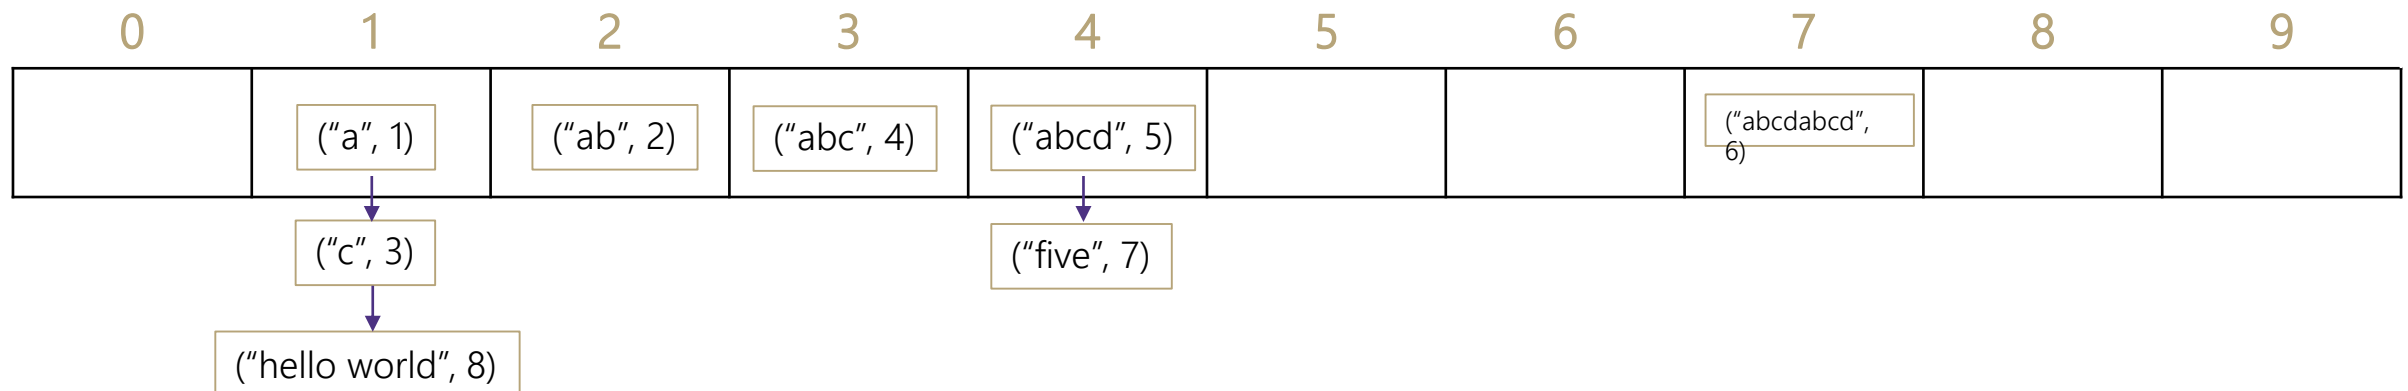 0 1 2 3 4 5 6 7 8 9
(“a”, 1) (“ab”, 2) (“abc”, 4) (“abcd”, 5) (“abcdabcd”,
6)
(“c”, 3) (“five”, 7)
(“hello world”, 8)